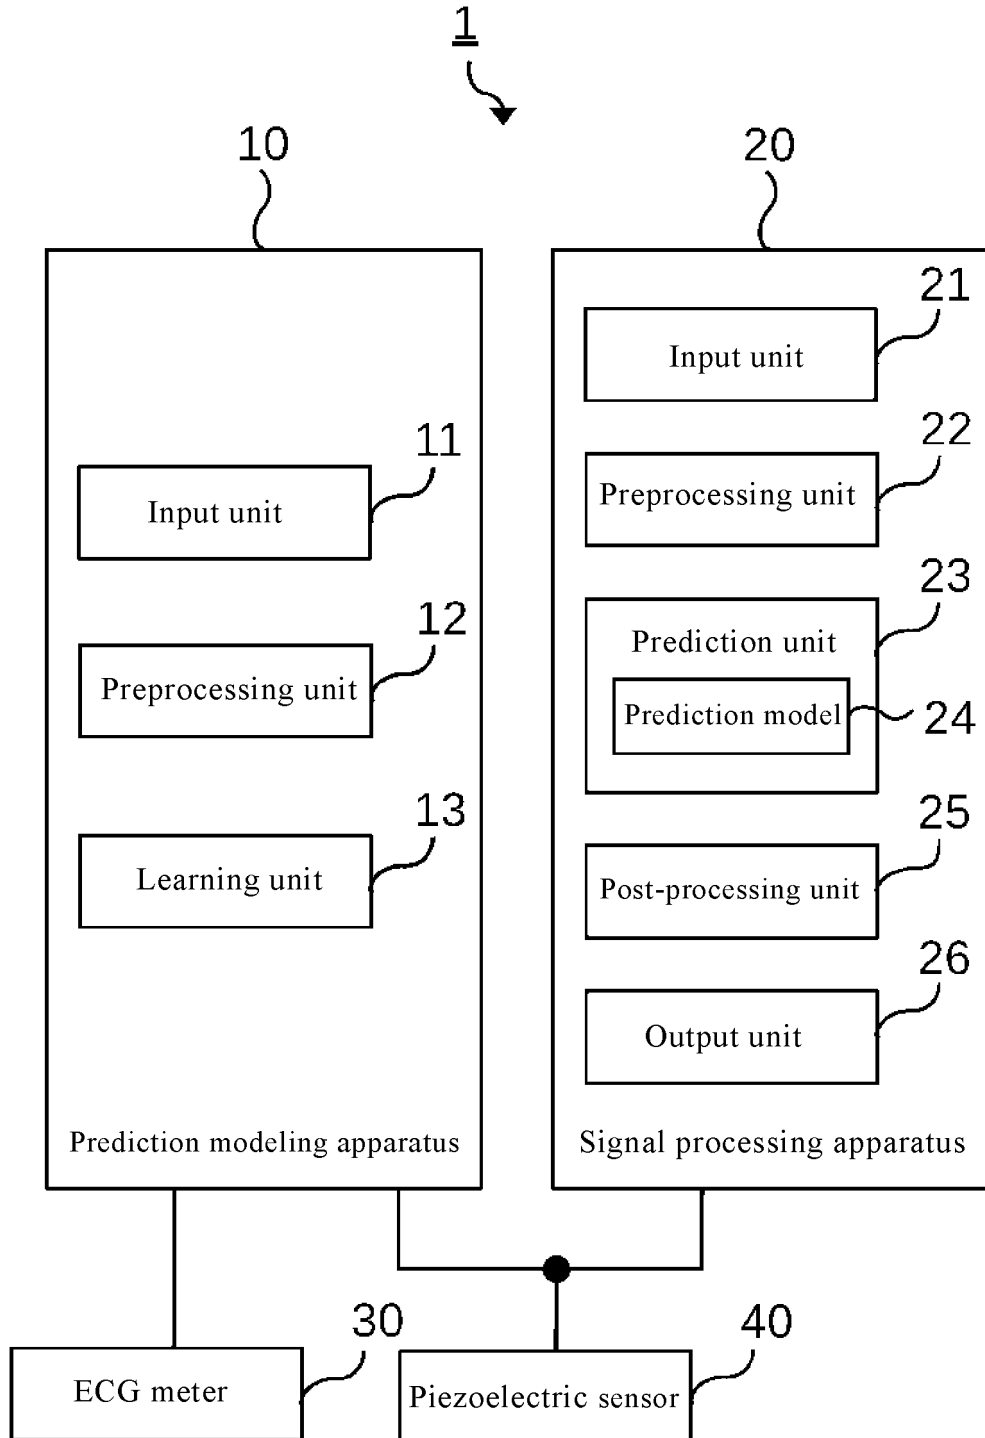 1
10
20
21
Input unit
22
Preprocessing unit
23
Prediction unit
Prediction model
24
25
Post-processing unit
26
Output unit
Signal processing apparatus
11
Input unit
12
Preprocessing unit
13
Learning unit
Prediction modeling apparatus
30
ECG meter
40
Piezoelectric sensor